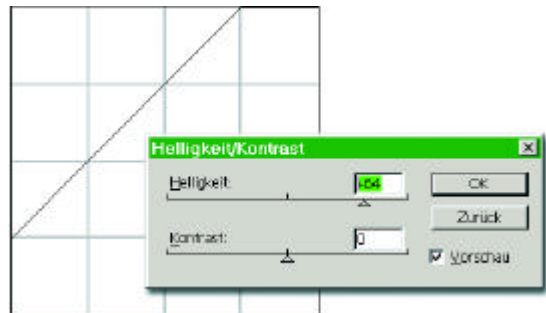 Helligkeit/Kontrast
Helligkeit: +64
OK
Zurück
Kontrast: 0
Vorschau